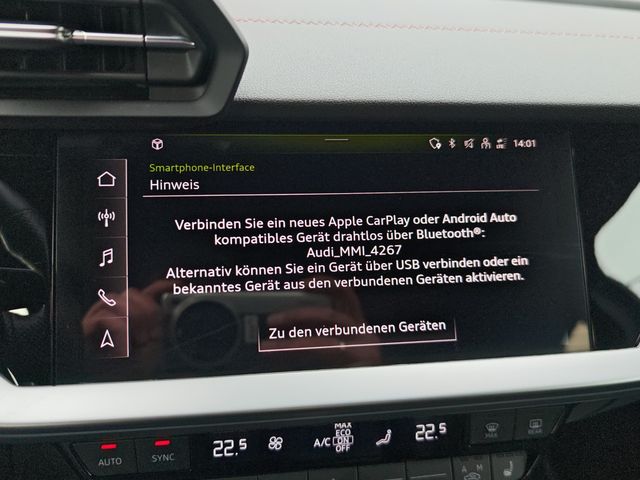 14:01
Smartphone-Interface
Hinweis
Verbinden Sie ein neues Apple CarPlay oder Android Auto
kompatibles Gerät drahtlos über Bluetooth®:
Audi_MMI_4267
Alternativ können Sie ein Gerät über USB verbinden oder ein
bekanntes Gerät aus den verbundenen Geräten aktivieren.
Zu den verbundenen Geräten
AUTO
SYNC
22.5
A/C
MAX
ECO
ON
OFF
22.5
MAX
REAR
A M